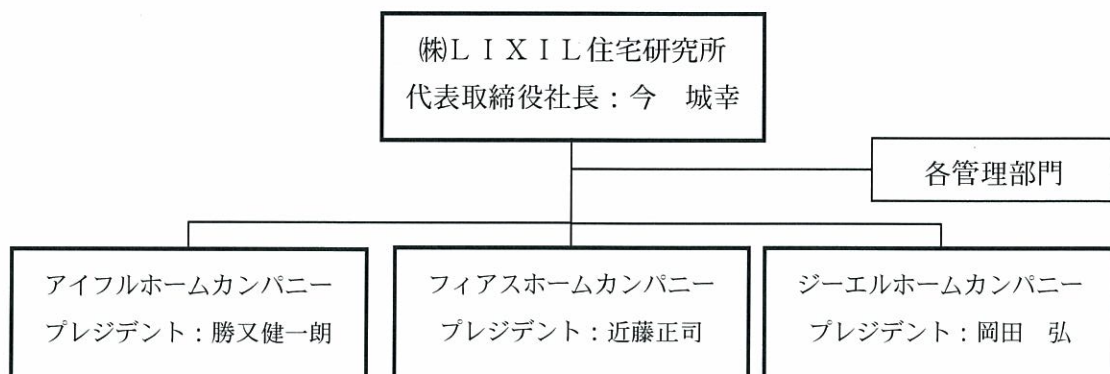 ㈱ＬＩＸＩＬ住宅研究所
代表取締役社長：今　城幸
各管理部門
アイフルホームカンパニー
プレジデント：勝又健一朗
フィアスホームカンパニー
プレジデント：近藤正司
ジーエルホームカンパニー
プレジデント：岡田　弘